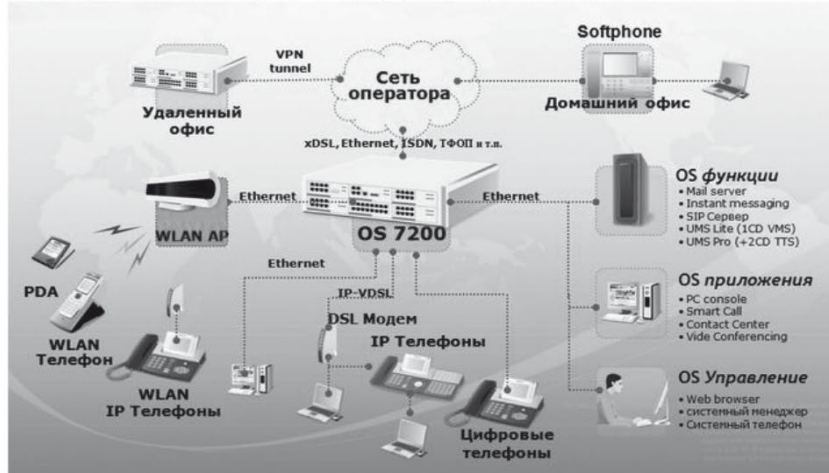 Softphone
VPN
tunnel
Сеть
оператора
Удаленный
офис
Домашний офис
xDSL, Ethernet, ISDN, ТФОП и т.п.
Ethernet
Ethernet
OS функции
• Mail server
• Instant messaging
• SIP Сервер
• UMS Lite (1CD VMS)
• UMS Pro (+2CD TTS)
WLAN AP
OS 7200
Ethernet
PDA
IP-VDSL
OS приложения
• PC console
• Smart Call
• Contact Center
• Vide Conferencing
DSL Модем
IP Телефоны
WLAN
Телефон
WLAN
IP Телефоны
OS Управление
• Web browser
• системный менеджер
• Системный телефон
Цифровые
телефоны